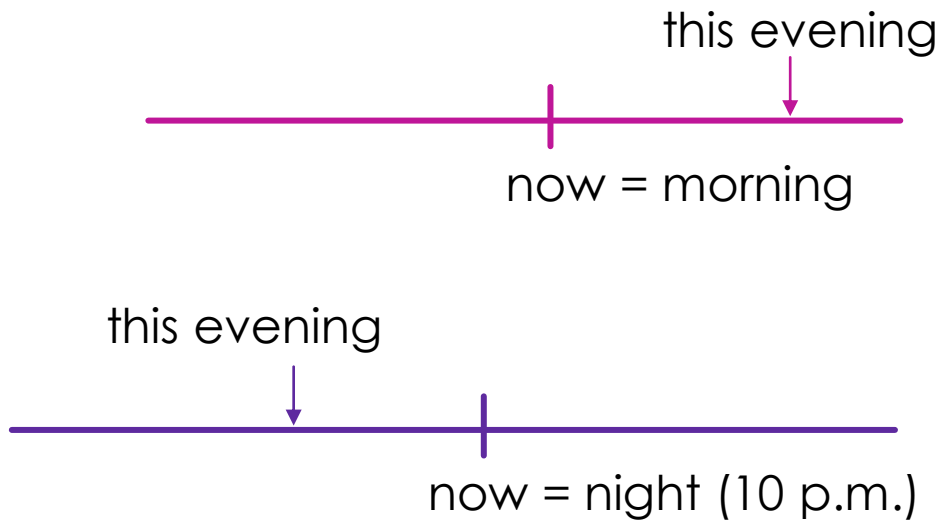 this evening
now = morning
this evening
now = night (10 p.m.)